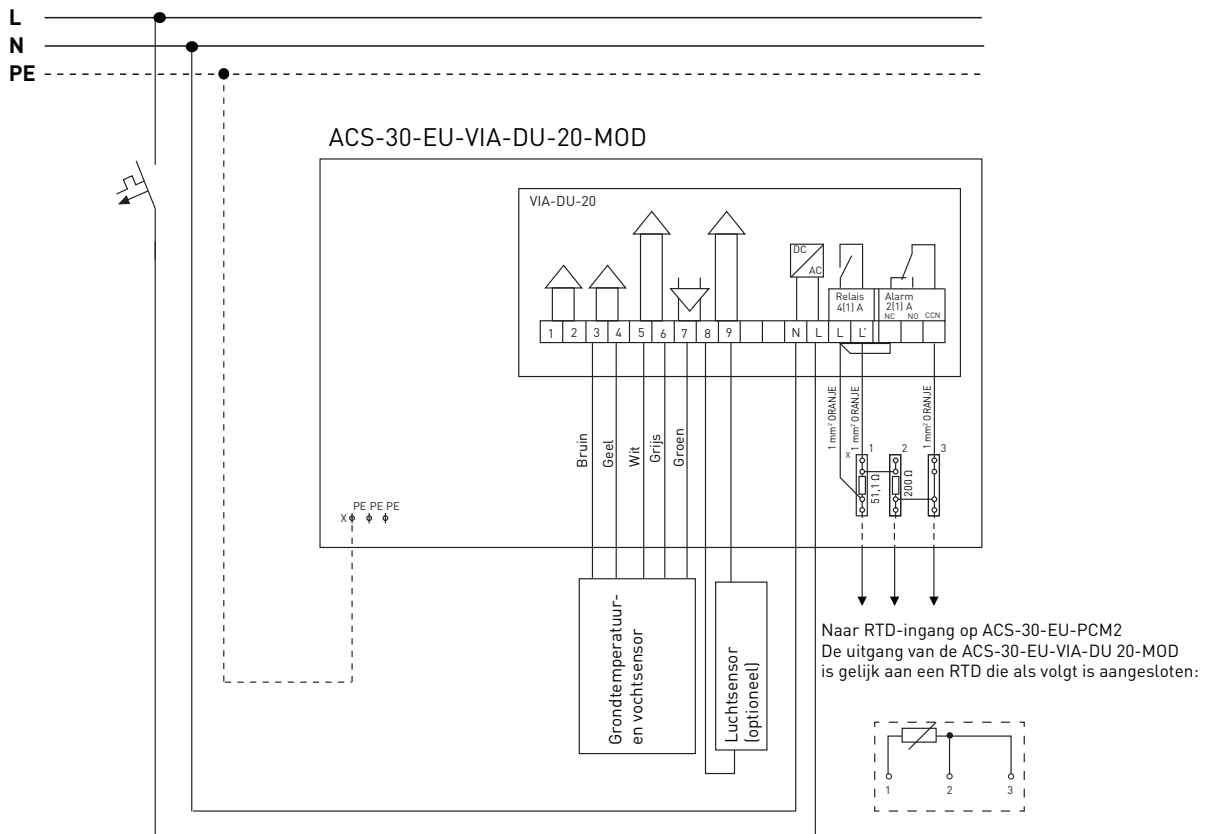 L
N
PE
ACS-30-EU-VIA-DU-20-MOD
VIA-DU-20
DC
AC
Relais
4(1) A
Alarm
2(1) A
NC NO CCN
1 2 3 4 5 6 7 8 9 N L L L'
Bruin
Geel
Wit
Grijs
Groen
1 mm² ORANJE
1 mm² ORANJE
1 mm² ORANJE
X 1 2 3
51,1 Ω
200 Ω
PE PE PE
X
Grondtemperatuur-
en vochtsensor
Luchtsensor
(optioneel)
Naar RTD-ingang op ACS-30-EU-PCM2
De uitgang van de ACS-30-EU-VIA-DU 20-MOD
is gelijk aan een RTD die als volgt is aangesloten:
1 2 3